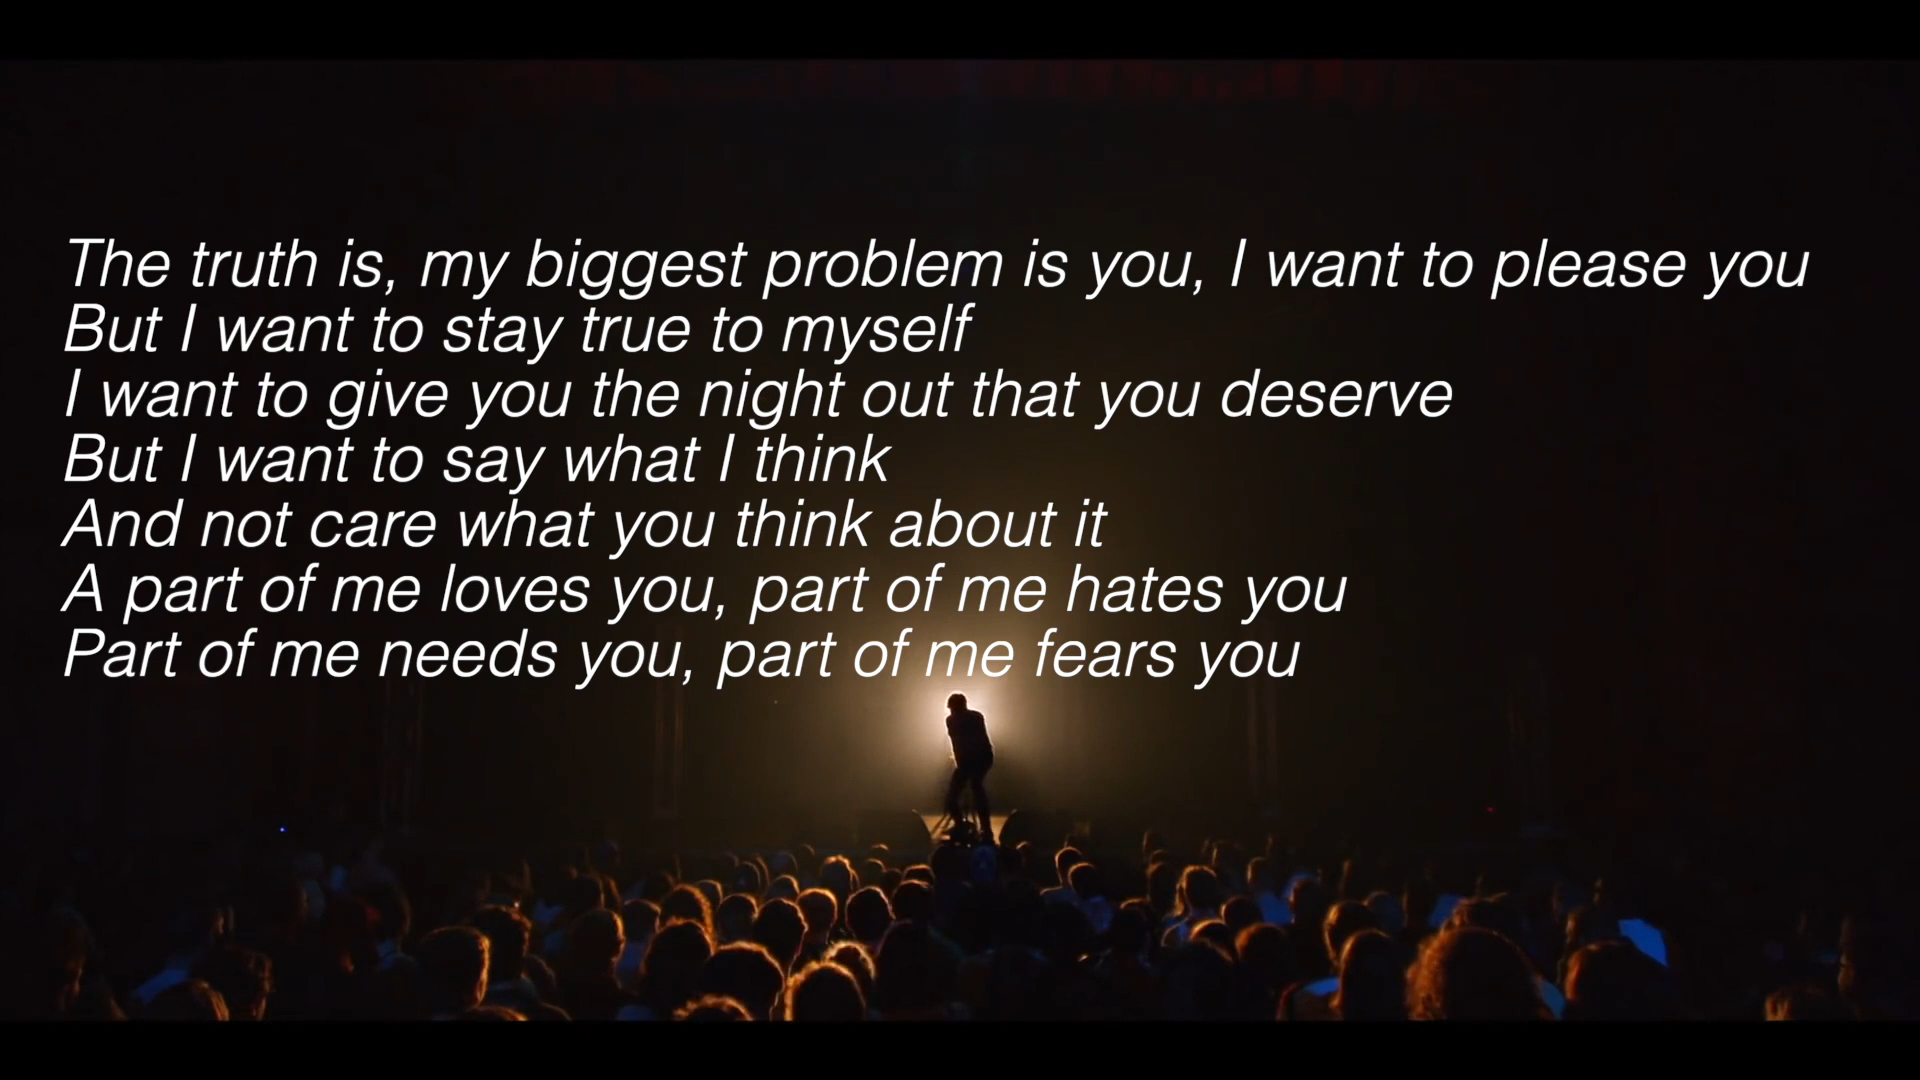 The truth is, my biggest problem is you, I want to please you
But I want to stay true to myself
I want to give you the night out that you deserve
But I want to say what I think
And not care what you think about it
A part of me loves you, part of me hates you
Part of me needs you, part of me fears you